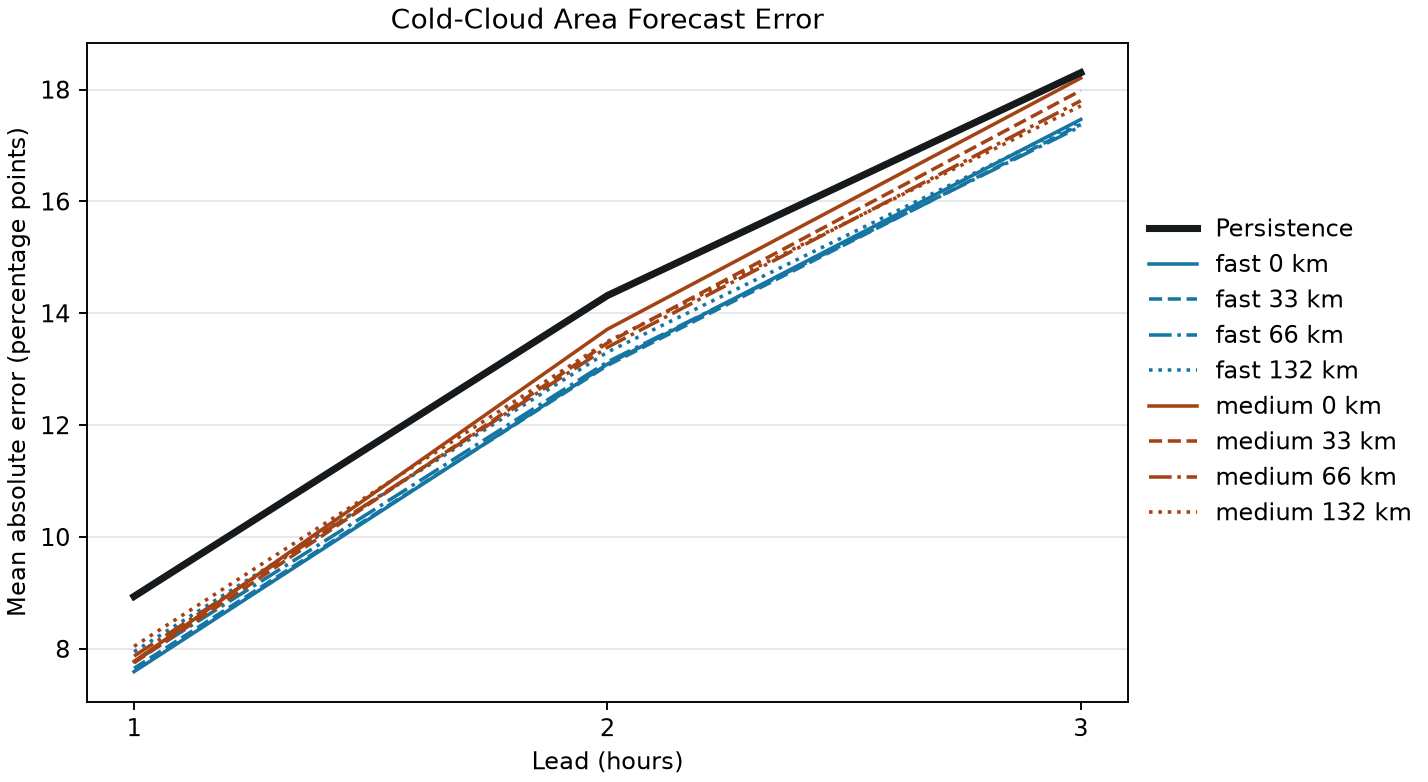 Cold-Cloud Area Forecast Error
Mean absolute error (percentage points)
18
16
14
12
10
8
1
2
3
Lead (hours)
Persistence
fast 0 km
fast 33 km
fast 66 km
fast 132 km
medium 0 km
medium 33 km
medium 66 km
medium 132 km